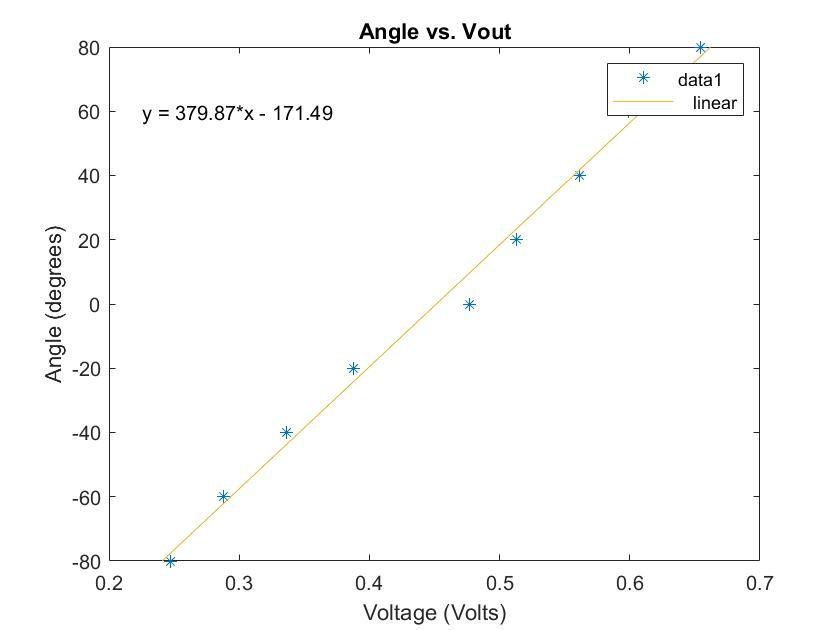 Angle vs. Vout
80
60
40
20
0
-20
-40
-60
-80
y = 379.87*x - 171.49
data1
linear
Angle (degrees)
0.2 0.3 0.4 0.5 0.6 0.7
Voltage (Volts)